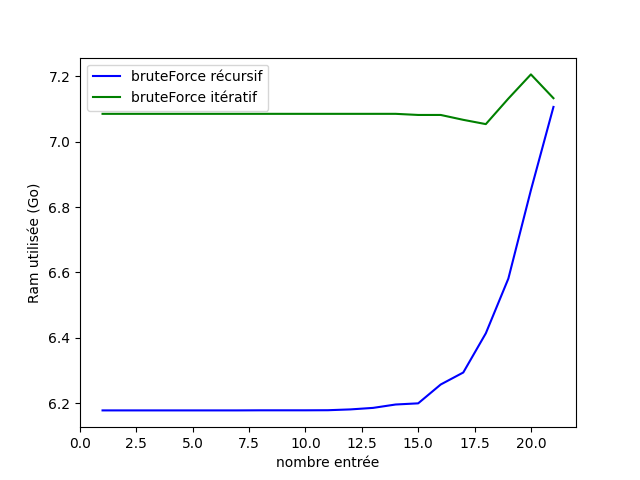 bruteForce récursif
bruteForce itératif
7.2
7.0
6.8
6.6
6.4
6.2
Ram utilisée (Go)
0.0 2.5 5.0 7.5 10.0 12.5 15.0 17.5 20.0
nombre entrée